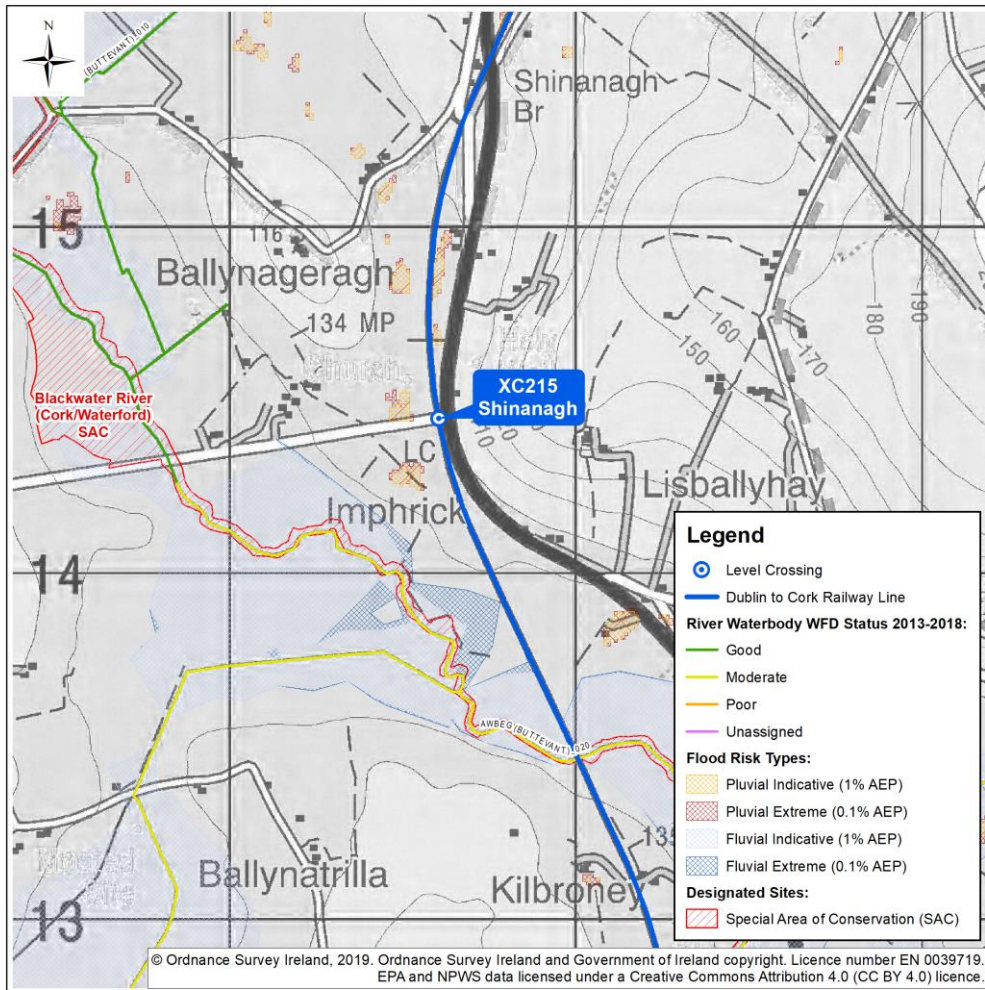 N
(BUTTEVANT)_010
Shinanagh
Br
15
116
Ballynageragh
134 MP
Church
Holy
190
180
170
160
150
Blackwater River
(Cork/Waterford)
SAC
XC215
Shinanagh
110
LC
Imphrick
Lisballyhay
14
AWBEG (BUTTEVANT)_020
135
Ballynatrilla
Kilbroney
13
Legend
Level Crossing
Dublin to Cork Railway Line
River Waterbody WFD Status 2013-2018:
Good
Moderate
Poor
Unassigned
Flood Risk Types:
Pluvial Indicative (1% AEP)
Pluvial Extreme (0.1% AEP)
Fluvial Indicative (1% AEP)
Fluvial Extreme (0.1% AEP)
Designated Sites:
Special Area of Conservation (SAC)
© Ordnance Survey Ireland, 2019. Ordnance Survey Ireland and Government of Ireland copyright. Licence number EN 0039719.
EPA and NPWS data licensed under a Creative Commons Attribution 4.0 (CC BY 4.0) licence.